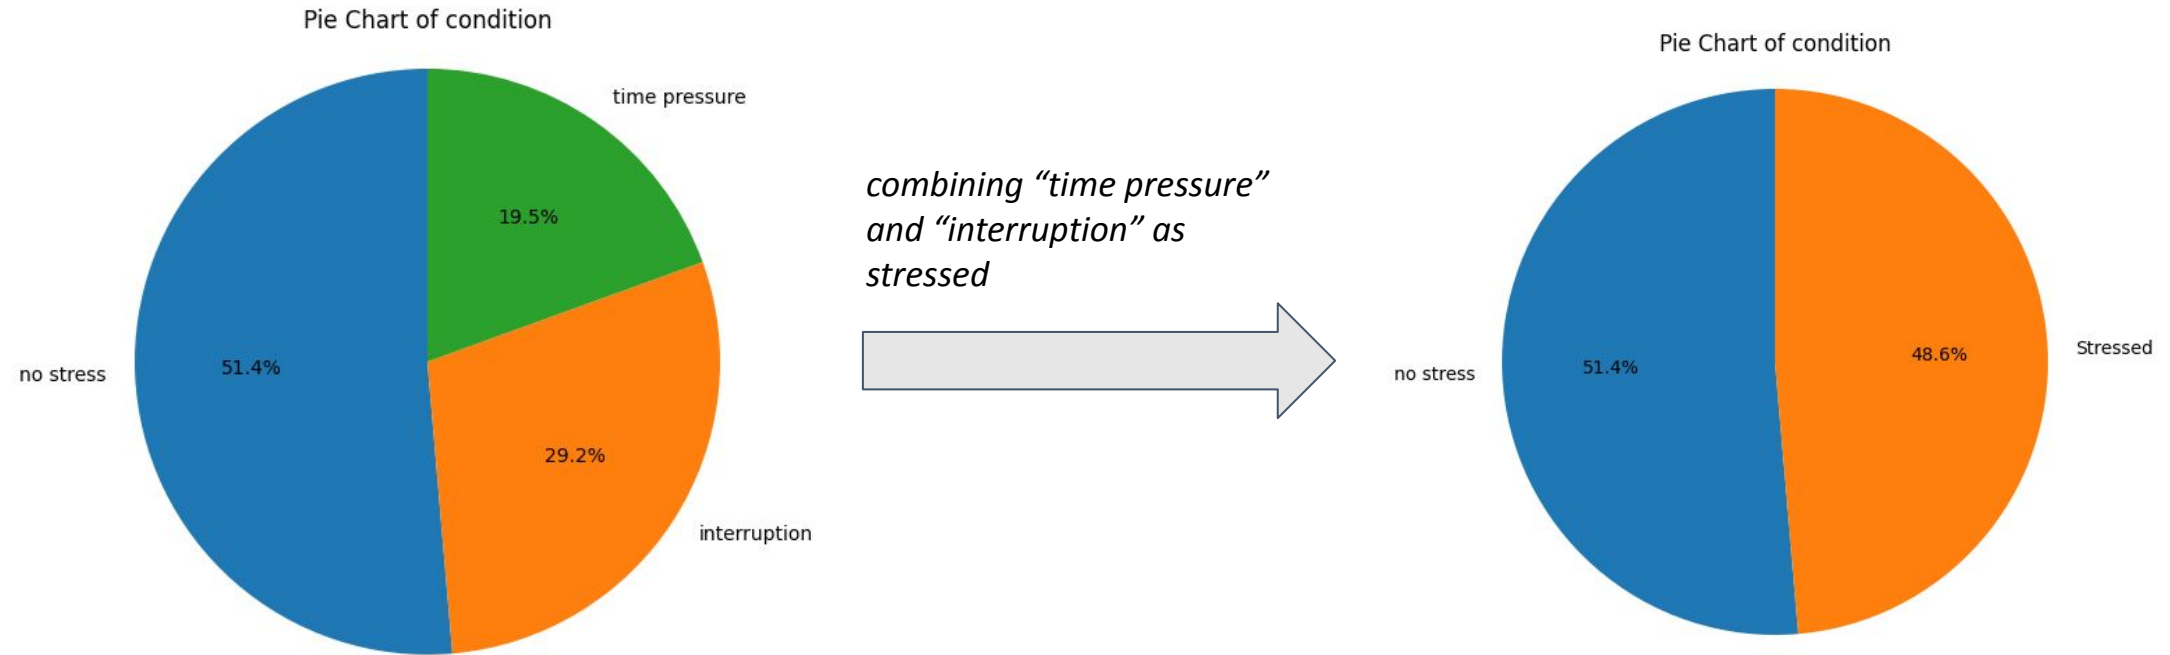 Pie Chart of condition
time pressure
19.5%
no stress
51.4%
29.2%
interruption
combining “time pressure”
and “interruption” as
stressed
Pie Chart of condition
no stress
51.4%
48.6%
Stressed